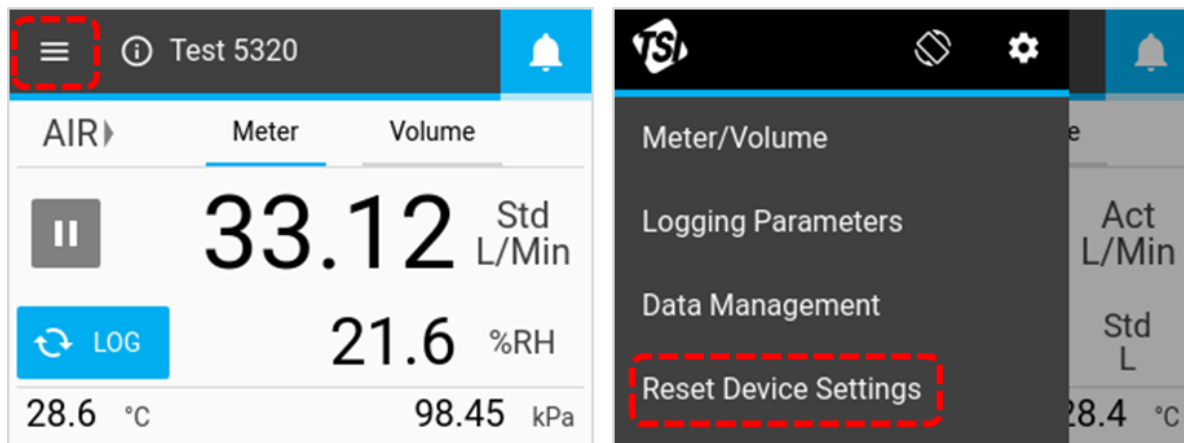 Test 5320
AIR
Meter
Volume
33.12 Std L/Min
LOG
21.6 %RH
28.6 °C
98.45 kPa
TSI
Meter/Volume
Logging Parameters
Data Management
Reset Device Settings
e
Act
L/Min
Std
L
28.4 °C